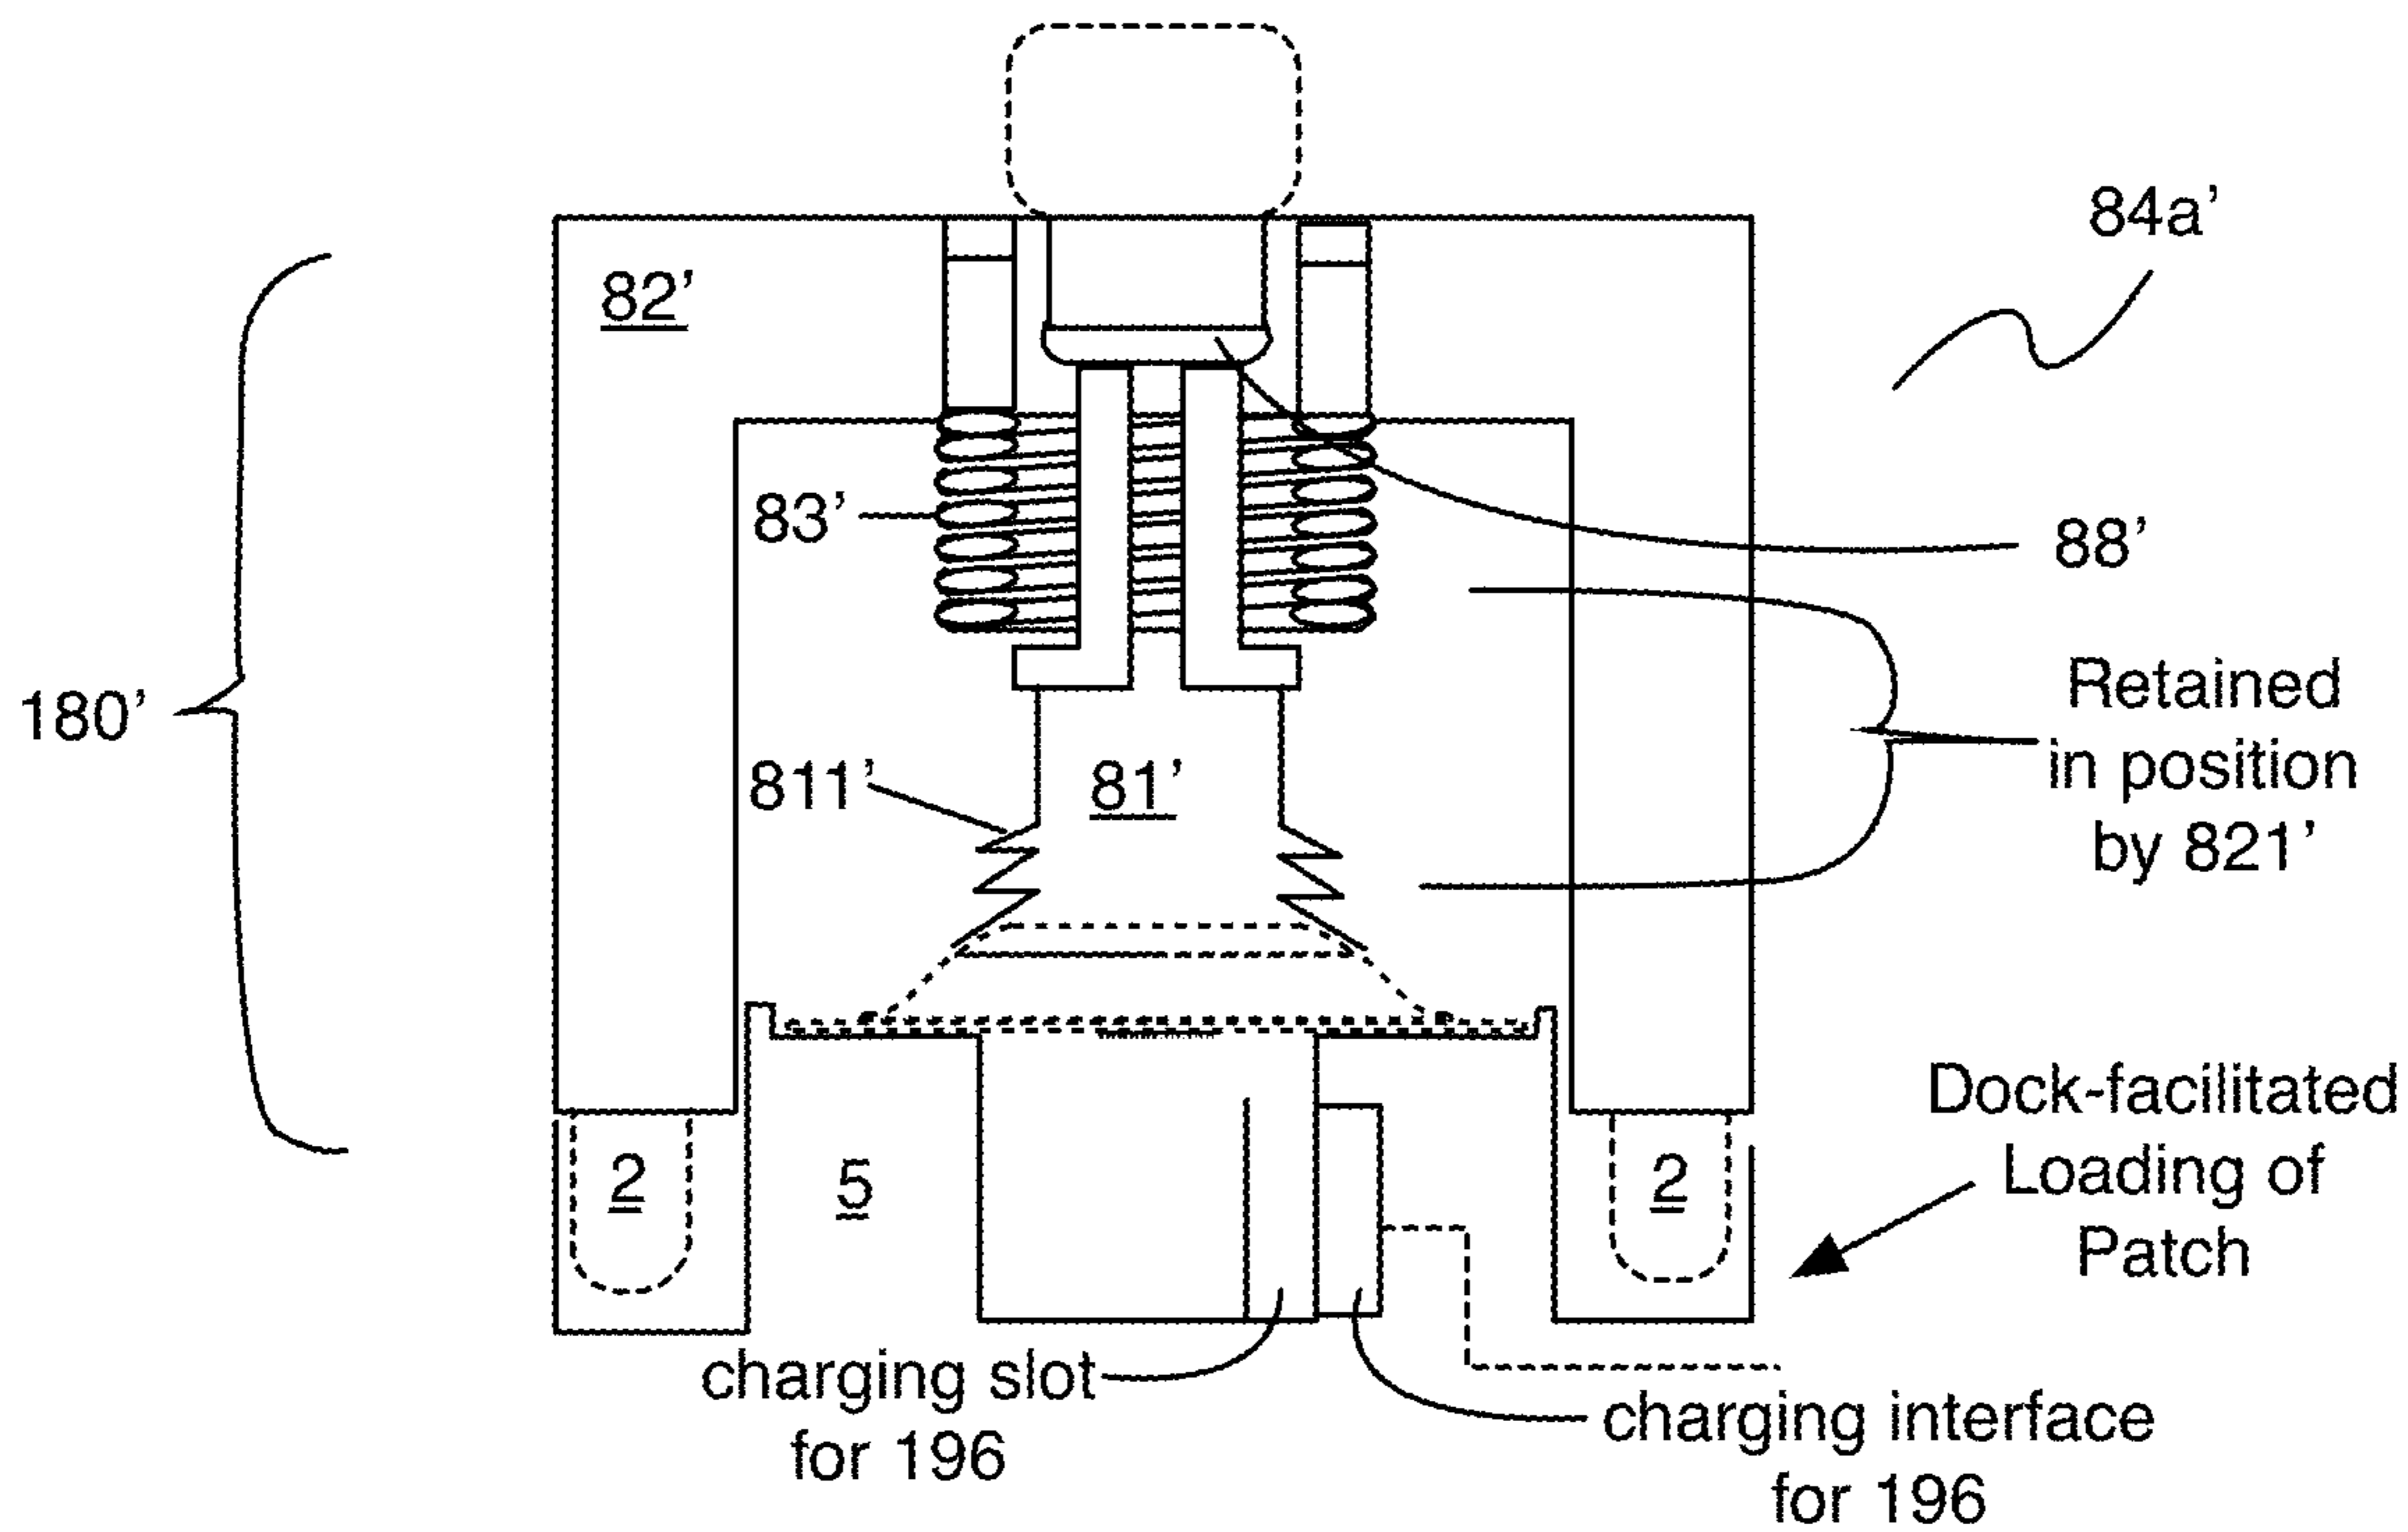 84a’
82’
83’
88’
180’
Retained
in position
by 821’
811’
81’
Dock-facilitated
Loading of
Patch
2
5
2
charging slot
for 196
charging interface
for 196